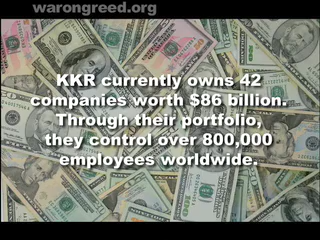 warongreed.org
KKR currently owns 42
companies worth $86 billion.
Through their portfolio,
they control over 800,000
employees worldwide.